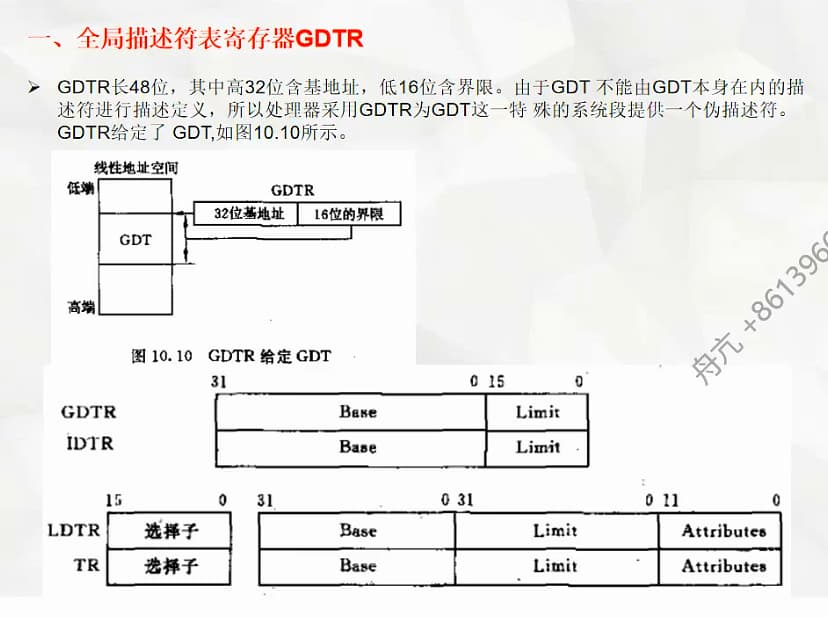 一、全局描述符表寄存器GDTR
➢ GDTR长48位，其中高32位含基地址，低16位含界限。由于GDT 不能由GDT本身在内的描
述符进行描述定义，所以处理器采用GDTR为GDT这一特 殊的系统段提供一个伪描述符。
GDTR给定了 GDT,如图10.10所示。
线性地址空间
低端 GDTR
32位基地址 16位的界限
GDT
高端
图 10.10 GDTR 给定 GDT
31 0 15 0
GDTR Base Limit
IDTR Base Limit
15 0 31 0 31 0 11 0
LDTR 选择子 Base Limit Attributes
TR 选择子 Base Limit Attributes
舟亢 +8613966